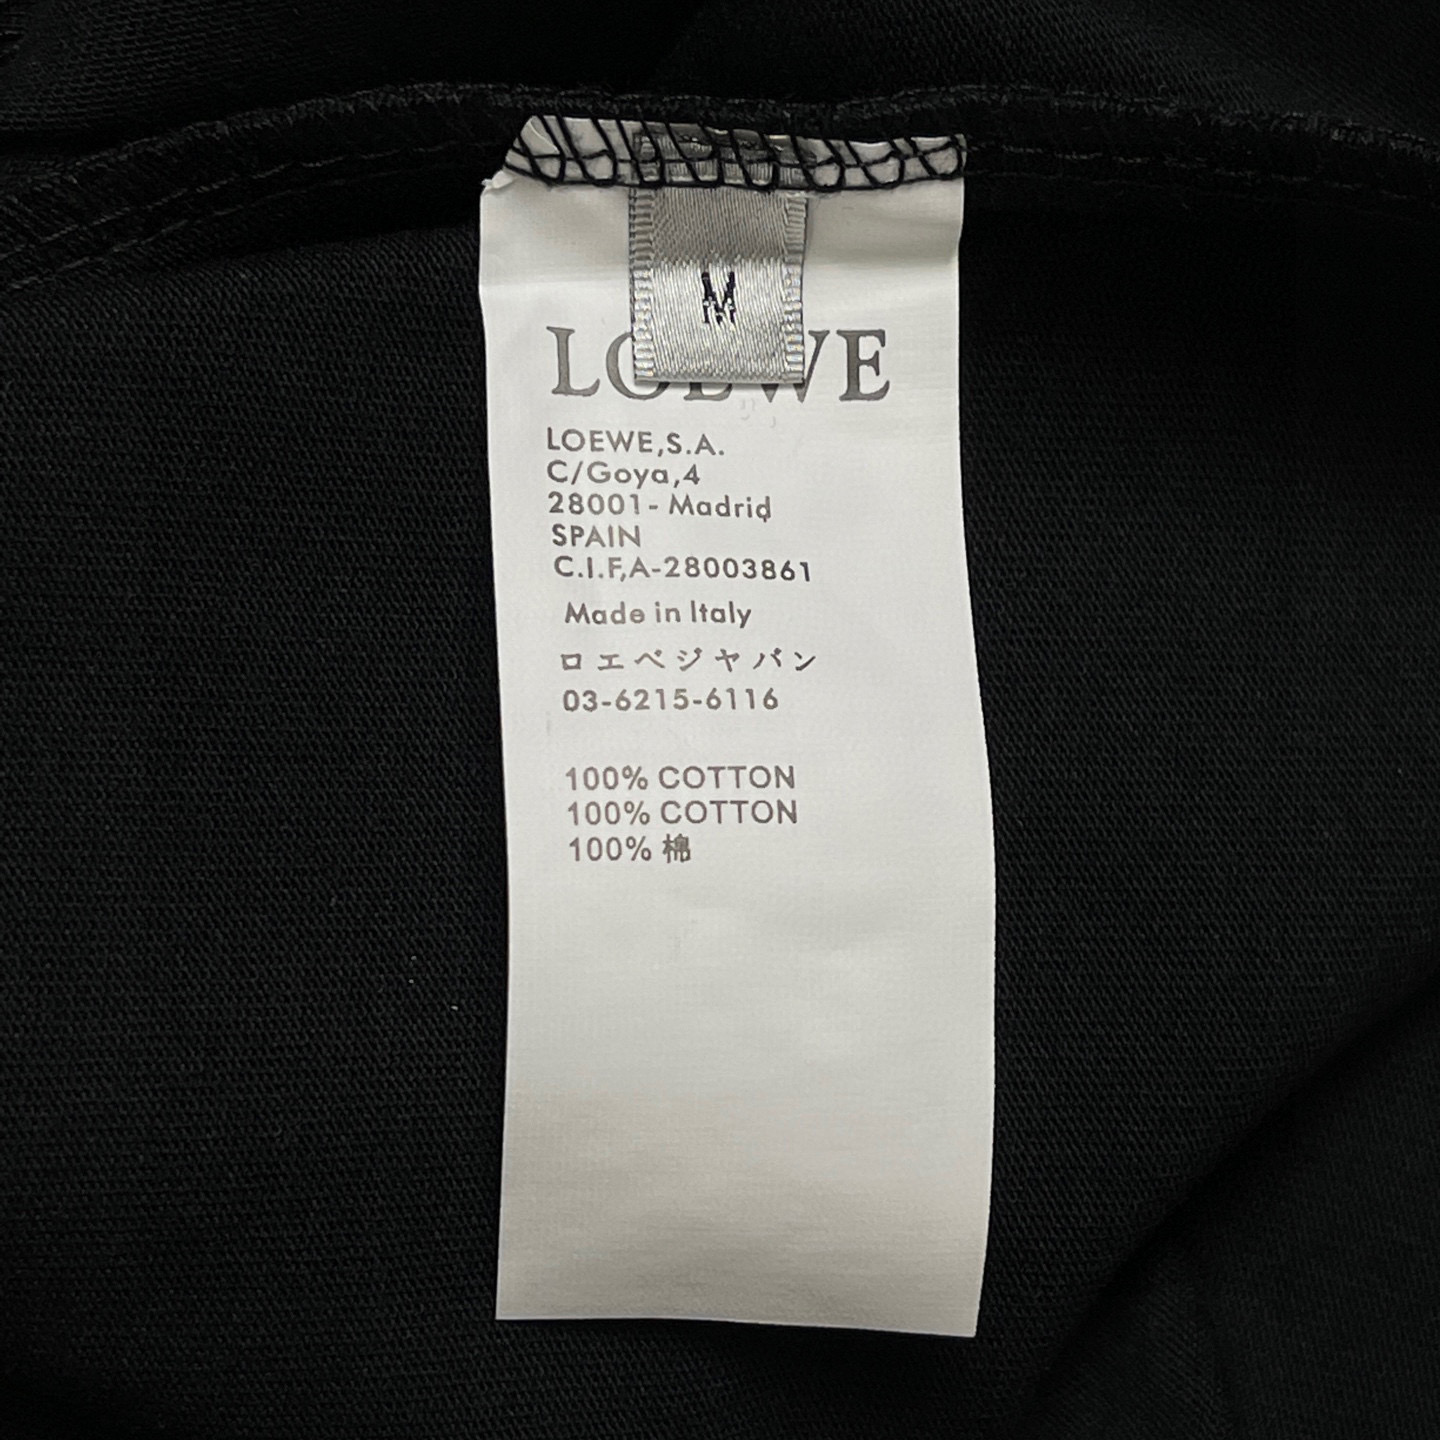 M
LOEWE
LOEWE,S.A.
C/Goya,4
28001- Madrid
SPAIN
C.I.F,A-28003861
Made in Italy
ロエベジャパン
03-6215-6116
100% COTTON
100% COTTON
100% 棉